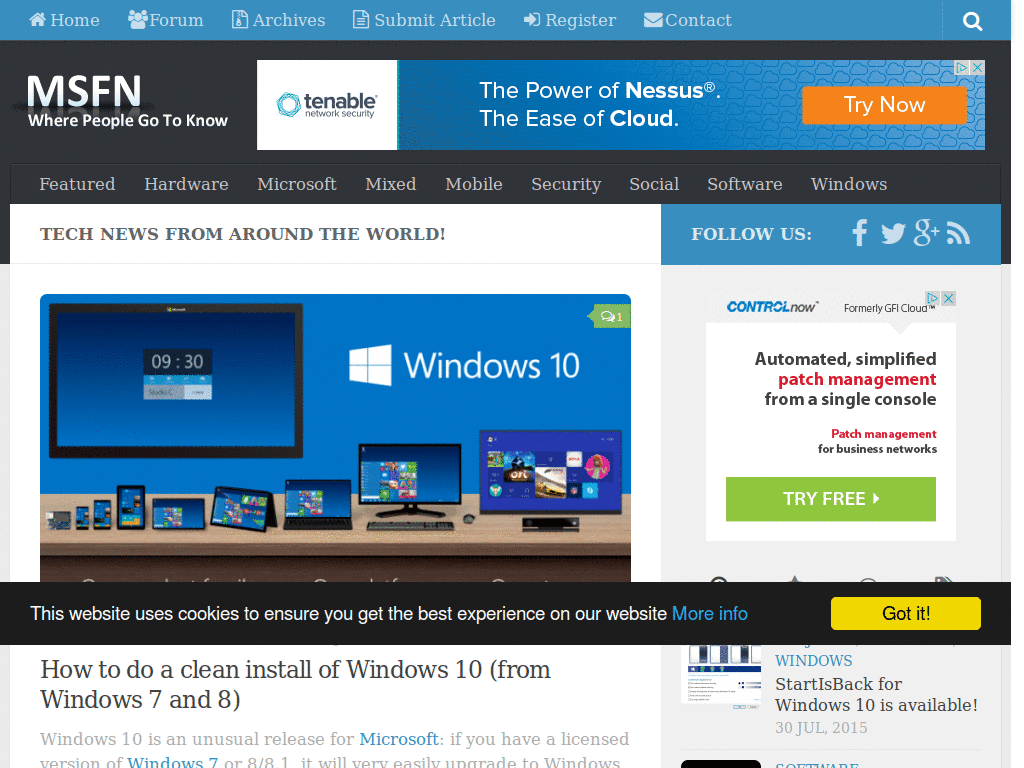 Home Forum Archives Submit Article Register Contact
MSFN
Where People Go To Know
tenable
network security
The Power of Nessus®.
The Ease of Cloud.
Try Now
Featured Hardware Microsoft Mixed Mobile Security Social Software Windows
TECH NEWS FROM AROUND THE WORLD!
FOLLOW US:
1
09 : 30
Windows 10
CONTROLnow™
Formerly GFI Cloud™
Automated, simplified
patch management
from a single console
Patch management
for business networks
TRY FREE
This website uses cookies to ensure you get the best experience on our website More info
Got it!
How to do a clean install of Windows 10 (from
Windows 7 and 8)
Windows 10 is an unusual release for Microsoft: if you have a licensed
version of Windows 7 or 8/8.1, it will very easily upgrade to Windows
WINDOWS
StartIsBack for
Windows 10 is available!
30 JUL, 2015
SOFTWARE